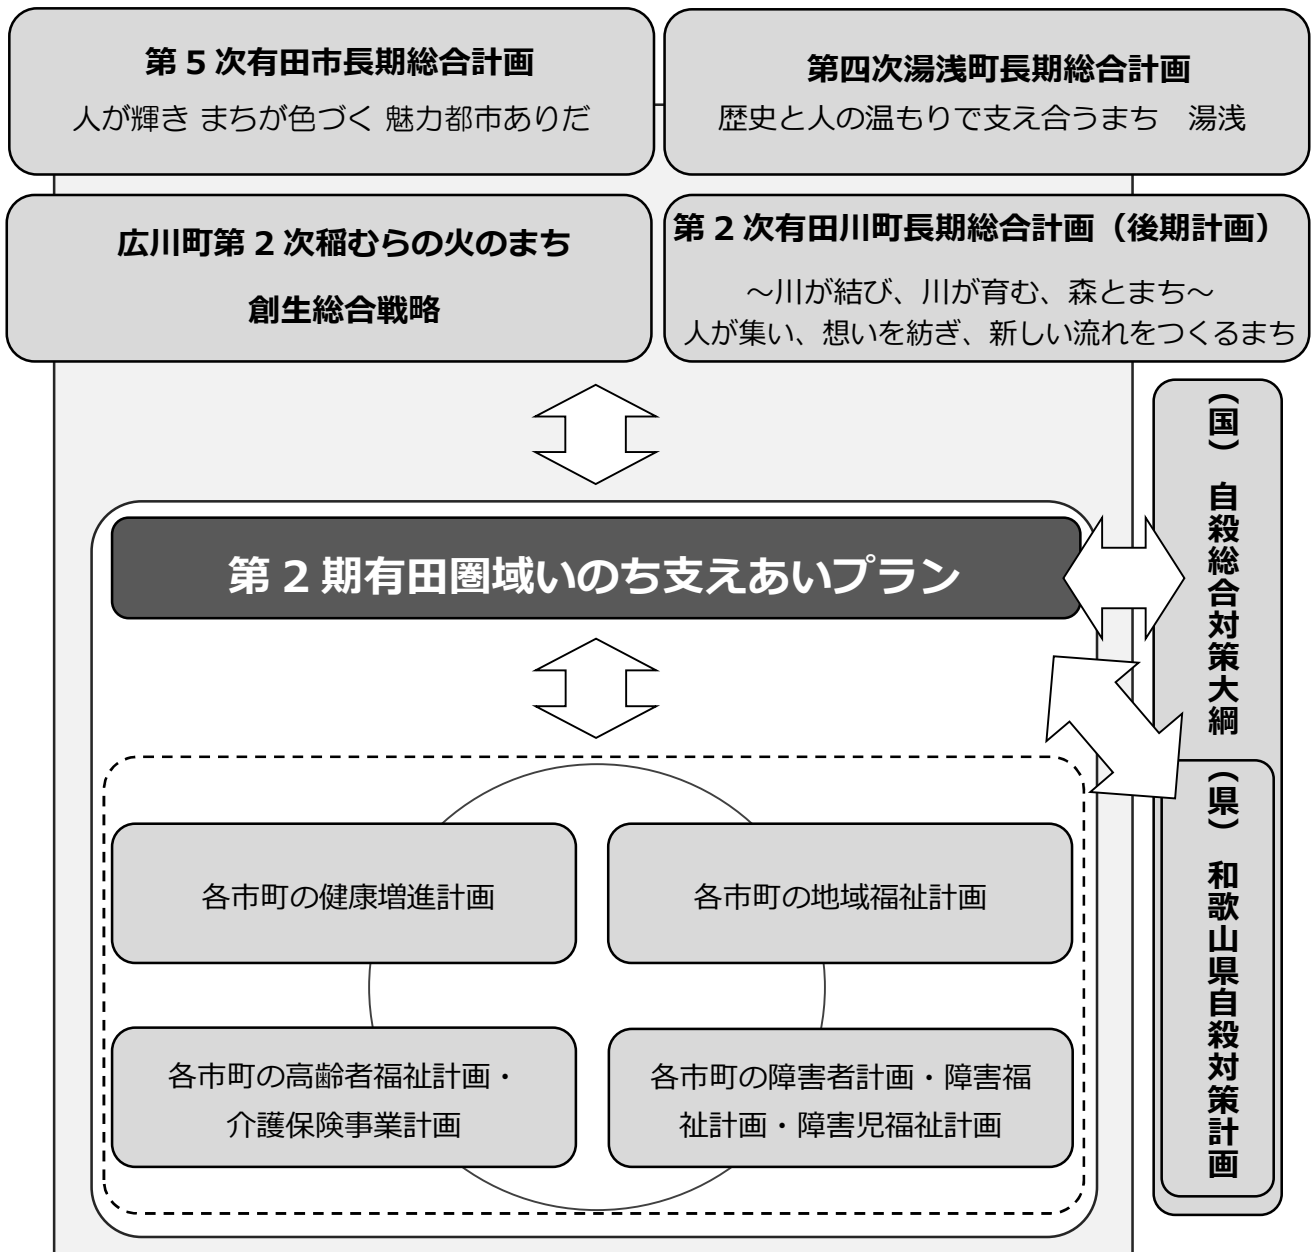 第5次有田市長期総合計画
人が輝き まちが色づく 魅力都市ありだ
第四次湯浅町長期総合計画
歴史と人の温もりで支え合うまち　湯浅
広川町第2次稲むらの火のまち
創生総合戦略
第2次有田川町長期総合計画（後期計画）
～川が結び、川が育む、森とまち～
人が集い、想いを紡ぎ、新しい流れをつくるまち
（国）　自殺総合対策大綱
第2期有田圏域いのち支えあいプラン
（県）　和歌山県自殺対策計画
各市町の健康増進計画
各市町の地域福祉計画
各市町の高齢者福祉計画・
介護保険事業計画
各市町の障害者計画・障害福
祉計画・障害児福祉計画